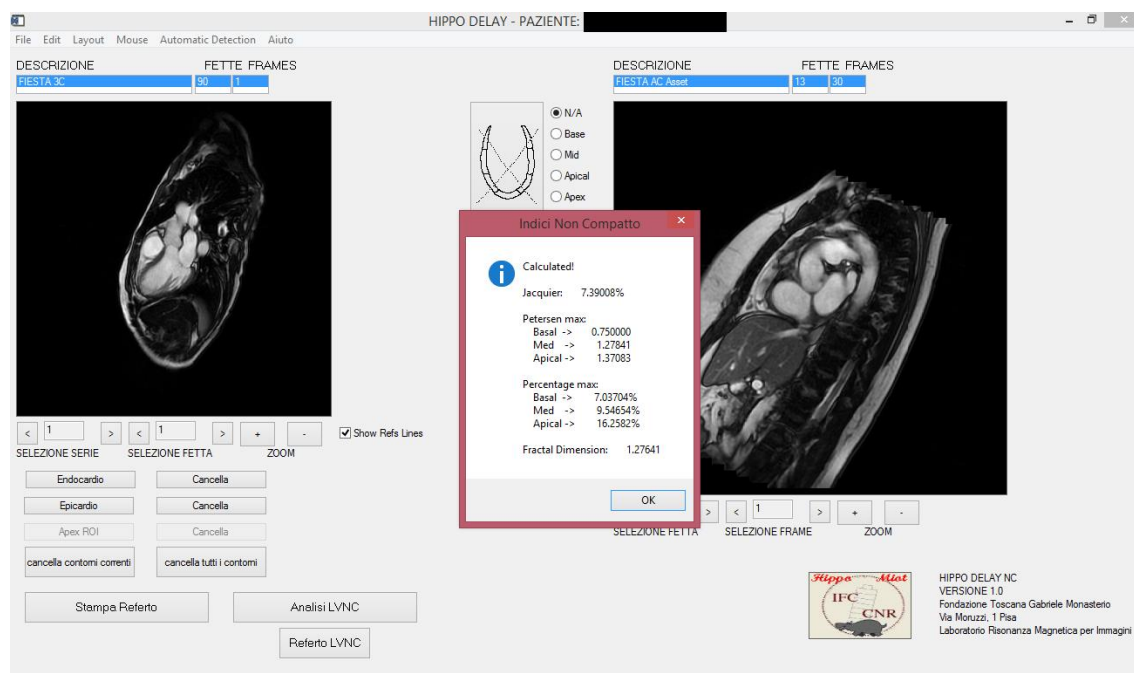 HIPPO DELAY - PAZIENTE:
File Edit Layout Mouse Automatic Detection Aiuto
DESCRIZIONE FETTE FRAMES
FIESTA 3C 90 1
DESCRIZIONE FETTE FRAMES
FIESTA AC Asset 13 30
N/A
Base
Mid
Apical
Apex
Indici Non Compatto
Calculated!
Jacquier: 7.39008%
Petersen max:
Basal -> 0.750000
Med -> 1.27841
Apical -> 1.37083
Percentage max:
Basal -> 7.03704%
Med -> 9.54654%
Apical -> 16.2582%
Fractal Dimension: 1.27641
OK
< 1 > < 1 > + -
Show Refs Lines
SELEZIONE SERIE SELEZIONE FETTA ZOOM
> < 1 > + -
SELEZIONE FETTA SELEZIONE FRAME ZOOM
Endocardio Cancella
Epicardio Cancella
Apex ROI Cancella
cancella contorni correnti cancella tutti i contorni
Stampa Referto Analisi LVNC
Referto LVNC
Hippo Miot
IFC
CNR
HIPPO DELAY NC
VERSIONE 1.0
Fondazione Toscana Gabriele Monasterio
Via Moruzzi, 1 Pisa
Laboratorio Risonanza Magnetica per Immagini